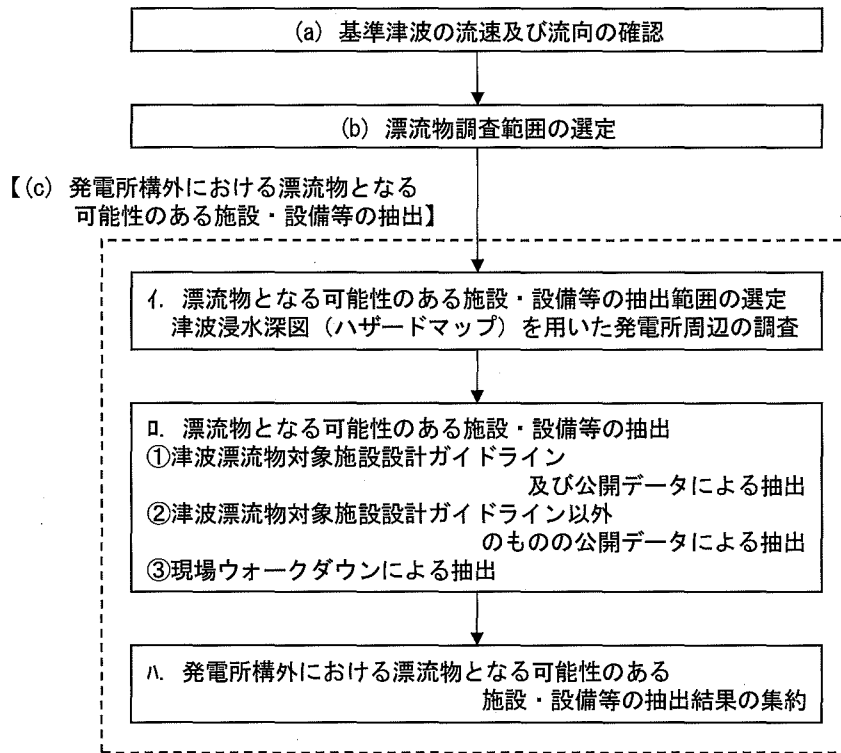 (a) 基準津波の流速及び流向の確認
(b) 漂流物調査範囲の選定
【(c) 発電所構外における漂流物となる
可能性のある施設・設備等の抽出】
ｲ. 漂流物となる可能性のある施設・設備等の抽出範囲の選定
津波浸水深図（ハザードマップ）を用いた発電所周辺の調査
ﾛ. 漂流物となる可能性のある施設・設備等の抽出
①津波漂流物対象施設設計ガイドライン
及び公開データによる抽出
②津波漂流物対象施設設計ガイドライン以外
のものの公開データによる抽出
③現場ウォークダウンによる抽出
ﾊ. 発電所構外における漂流物となる可能性のある
施設・設備等の抽出結果の集約